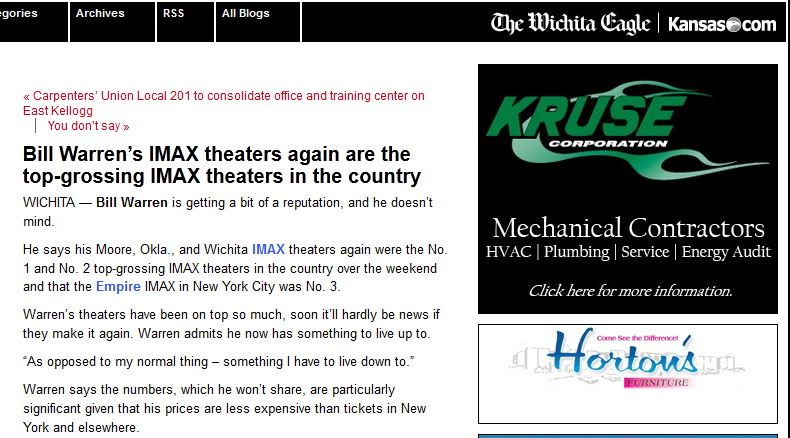 egories
Archives
RSS
All Blogs
The Wichita Eagle | Kansas.com
« Carpenters’ Union Local 201 to consolidate office and training center on
East Kellogg
| You don’t say »
Bill Warren’s IMAX theaters again are the
top-grossing IMAX theaters in the country
WICHITA — Bill Warren is getting a bit of a reputation, and he doesn’t
mind.
He says his Moore, Okla., and Wichita IMAX theaters again were the No.
1 and No. 2 top-grossing IMAX theaters in the country over the weekend
and that the Empire IMAX in New York City was No. 3.
Warren’s theaters have been on top so much, soon it’ll hardly be news if
they make it again. Warren admits he now has something to live up to.
“As opposed to my normal thing – something I have to live down to.”
Warren says the numbers, which he won’t share, are particularly
significant given that his prices are less expensive than tickets in New
York and elsewhere.
KRUSE
CORPORATION
Mechanical Contractors
HVAC | Plumbing | Service | Energy Audit
Click here for more information.
Come See the Difference!
Horton's
FURNITURE